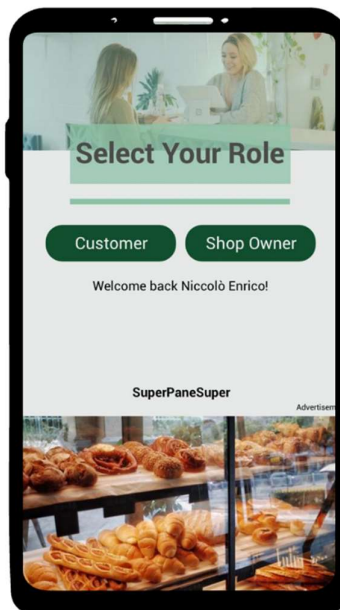 Select Your Role
Customer
Shop Owner
Welcome back Niccolò Enrico!
SuperPaneSuper
Advertisem